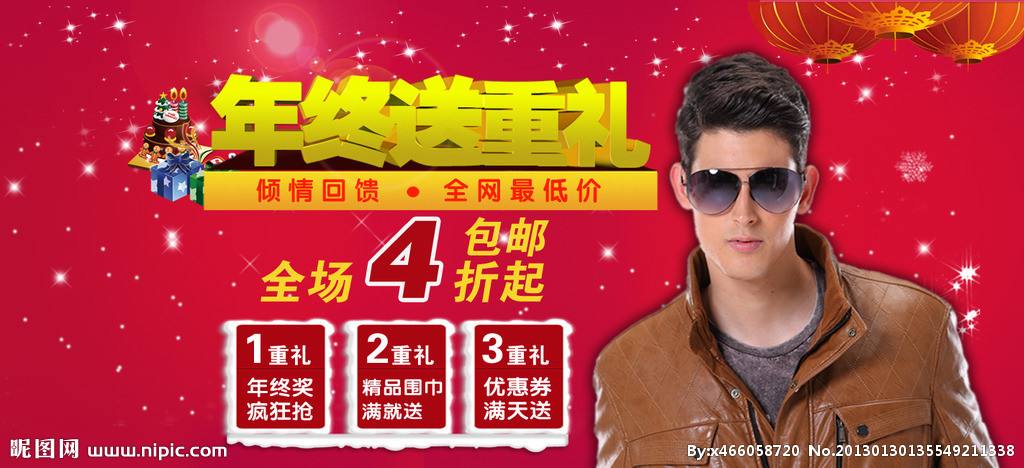 年终送重礼
倾情回馈 ● 全网最低价
全场4包邮折起
1重礼
年终奖
疯狂抢
2重礼
精品围巾
满就送
3重礼
优惠券
满天送
昵图网 www.nipic.com
By:x466058720 No.20130130135549211338